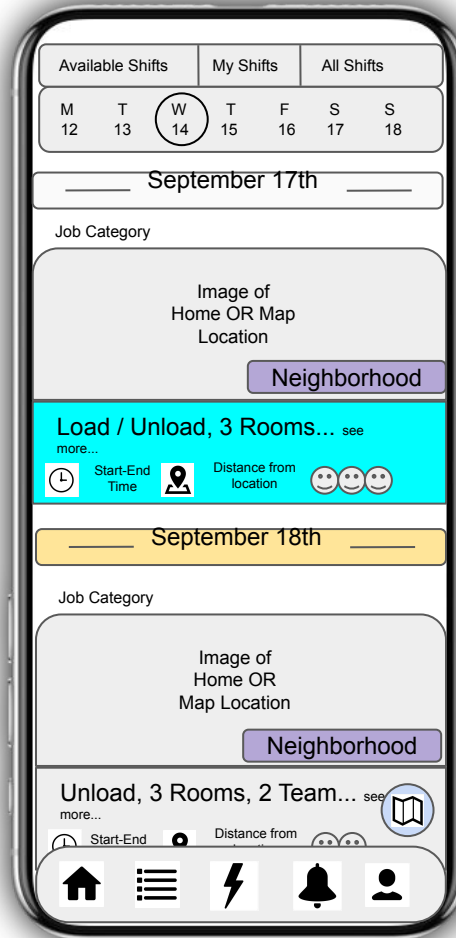 Available Shifts My Shifts All Shifts
M T W T F S S
12 13 14 15 16 17 18
September 17th
Job Category
Image of
Home OR Map
Location
Neighborhood
Load / Unload, 3 Rooms... see
more...
Start-End
Time
Distance from
location
September 18th
Job Category
Image of
Home OR
Map Location
Neighborhood
Unload, 3 Rooms, 2 Team... see
more...
Start-End
Distance from